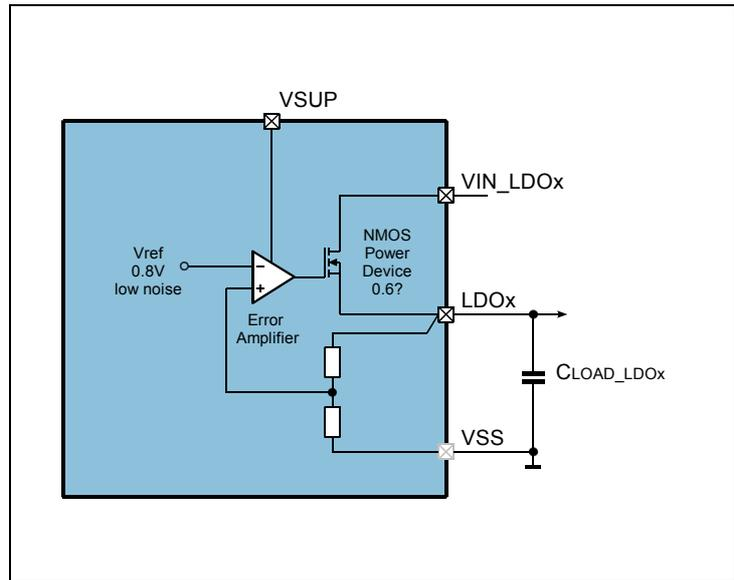 VSUP
VIN_LDOx
NMOS
Power
Device
0.6?
Vref
0.8V
low noise
−
+
Error
Amplifier
LDOx
CLOAD_LDOx
VSS